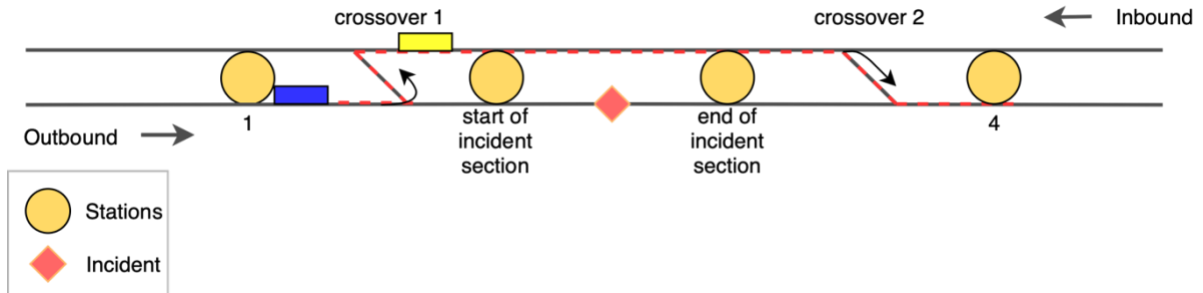 crossover 1
crossover 2
Inbound
Outbound
1
start of
incident
section
end of
incident
section
4
Stations
Incident